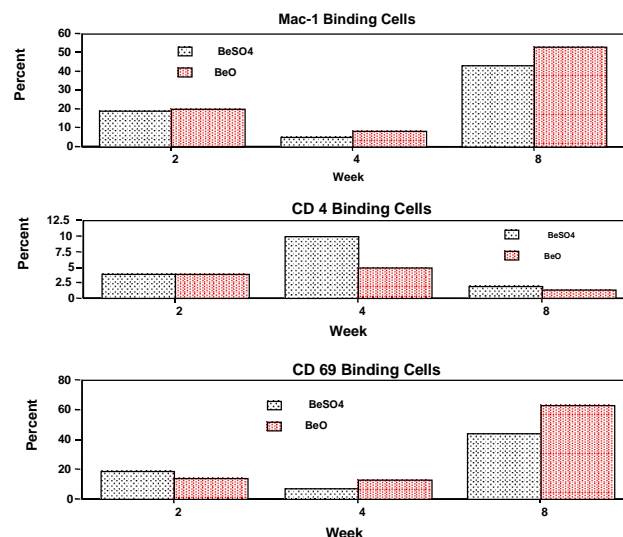 Mac-1 Binding Cells
Percent
60
50
40
30
20
10
0
BeSO4
BeO
2
4
8
Week
CD 4 Binding Cells
Percent
12.5
10
7.5
5
2.5
0
BeSO4
BeO
2
4
8
Week
CD 69 Binding Cells
Percent
80
60
40
20
0
BeSO4
BeO
2
4
8
Week